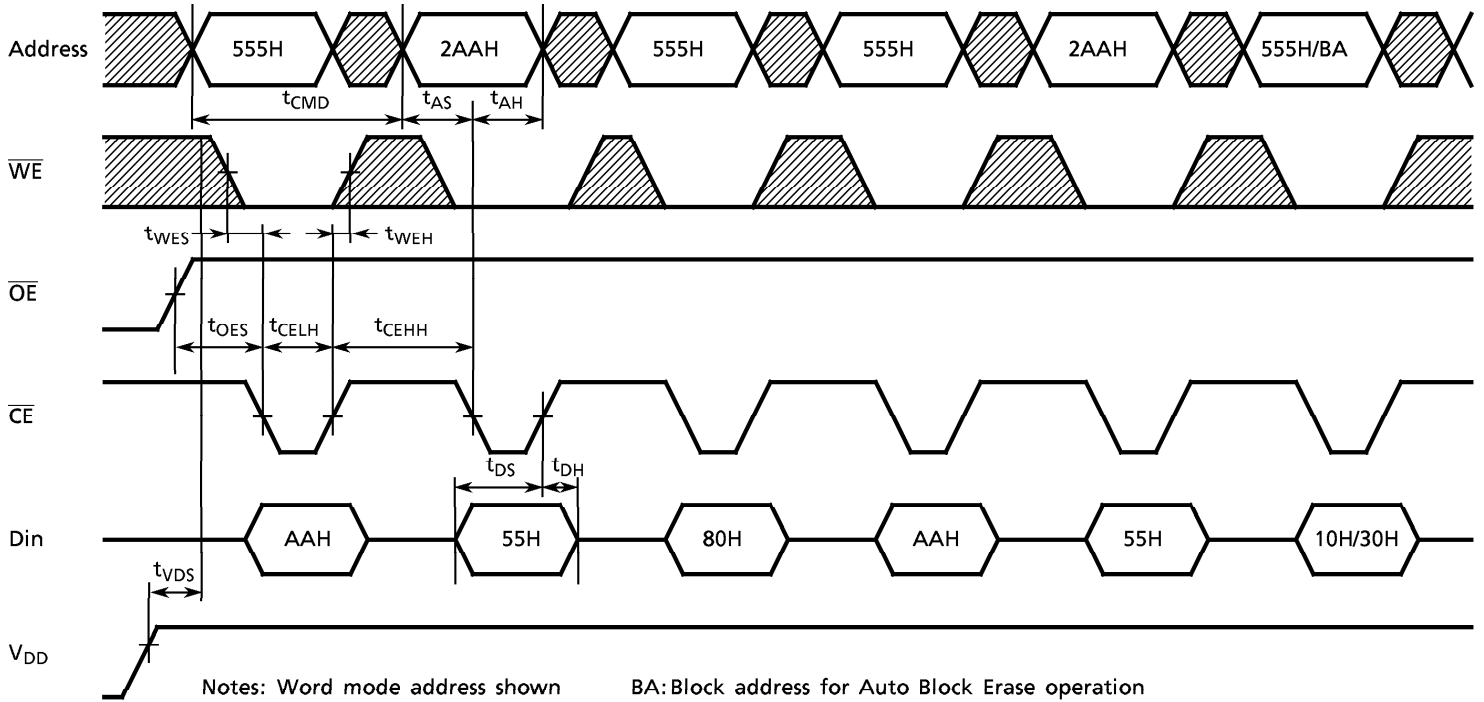 Address 555H 2AAH 555H 555H 2AAH 555H/BA
tCMD tAS tAH
WE
tWES tWEH
OE
tOES tCELH tCEHH
CE
tDS tDH
Din AAH 55H 80H AAH 55H 10H/30H
tVDS
VDD
Notes: Word mode address shown BA: Block address for Auto Block Erase operation